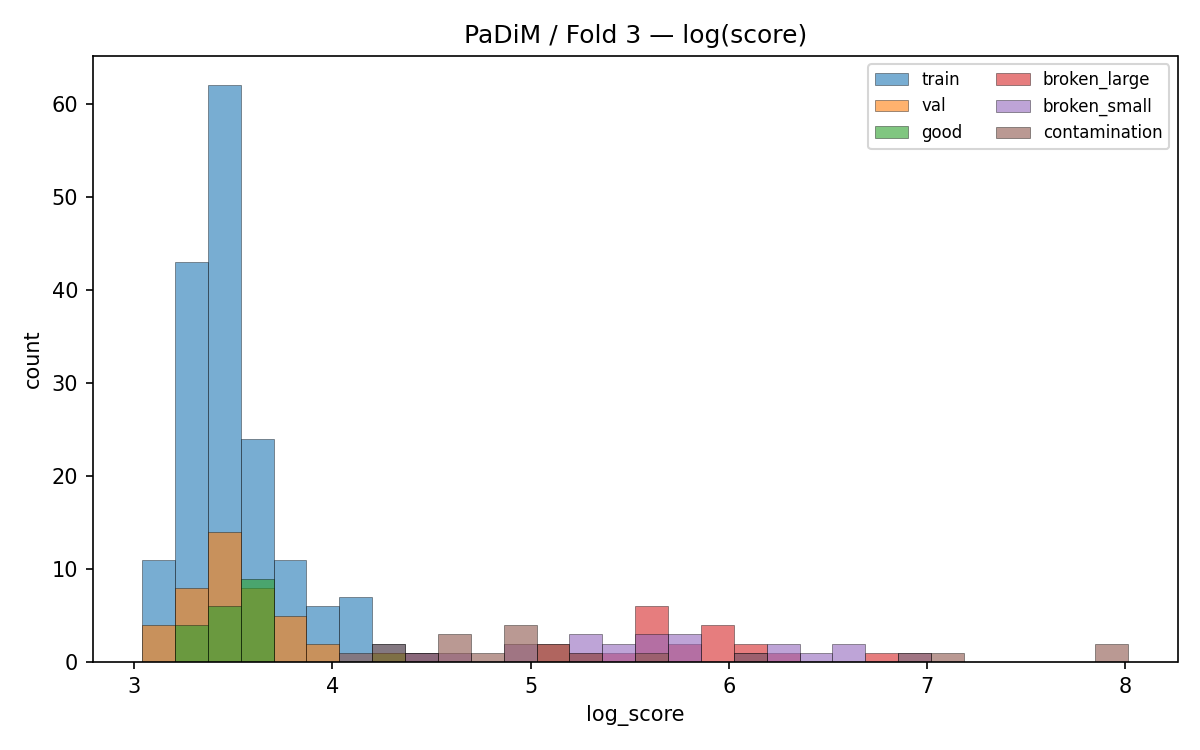 PaDiM / Fold 3 — log(score)
train
val
good
broken_large
broken_small
contamination
count
60
50
40
30
20
10
0
3 4 5 6 7 8
log_score